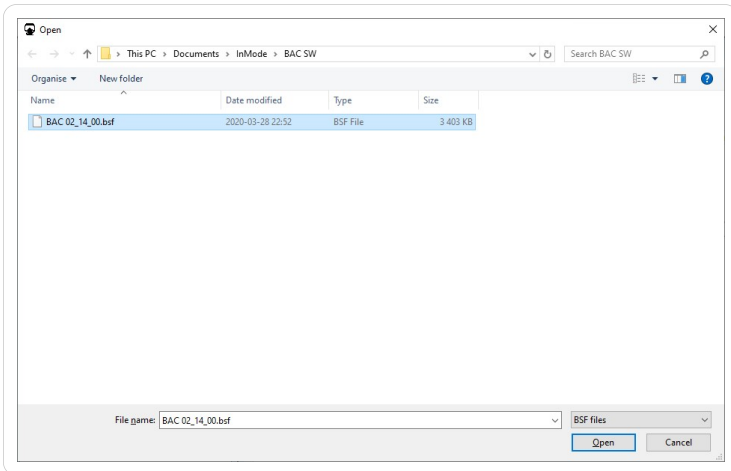 Open
This PC > Documents > InMode > BAC SW
Search BAC SW
Organise
New folder
Name
Date modified
Type
Size
BAC 02_14_00.bsf
2020-03-28 22:52
BSF File
3 403 KB
File name:
BAC 02_14_00.bsf
BSF files
Open
Cancel